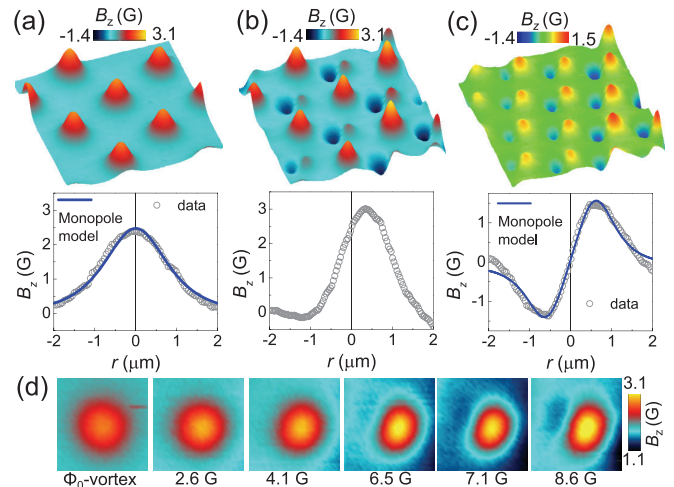 (a) B_z (G)
-1.4 3.1
(b) B_z (G)
-1.4 3.1
(c) B_z (G)
-1.4 1.5
B_z (G)
3
2
1
0
Monopole
model
data
-2 -1 0 1 2
r (μm)
B_z (G)
3
2
1
0
-2 -1 0 1 2
r (μm)
B_z (G)
1
0
-1
Monopole
model
data
-2 -1 0 1 2
r (μm)
(d)
3.1
B_z (G)
1.1
Φ₀-vortex 2.6 G 4.1 G 6.5 G 7.1 G 8.6 G